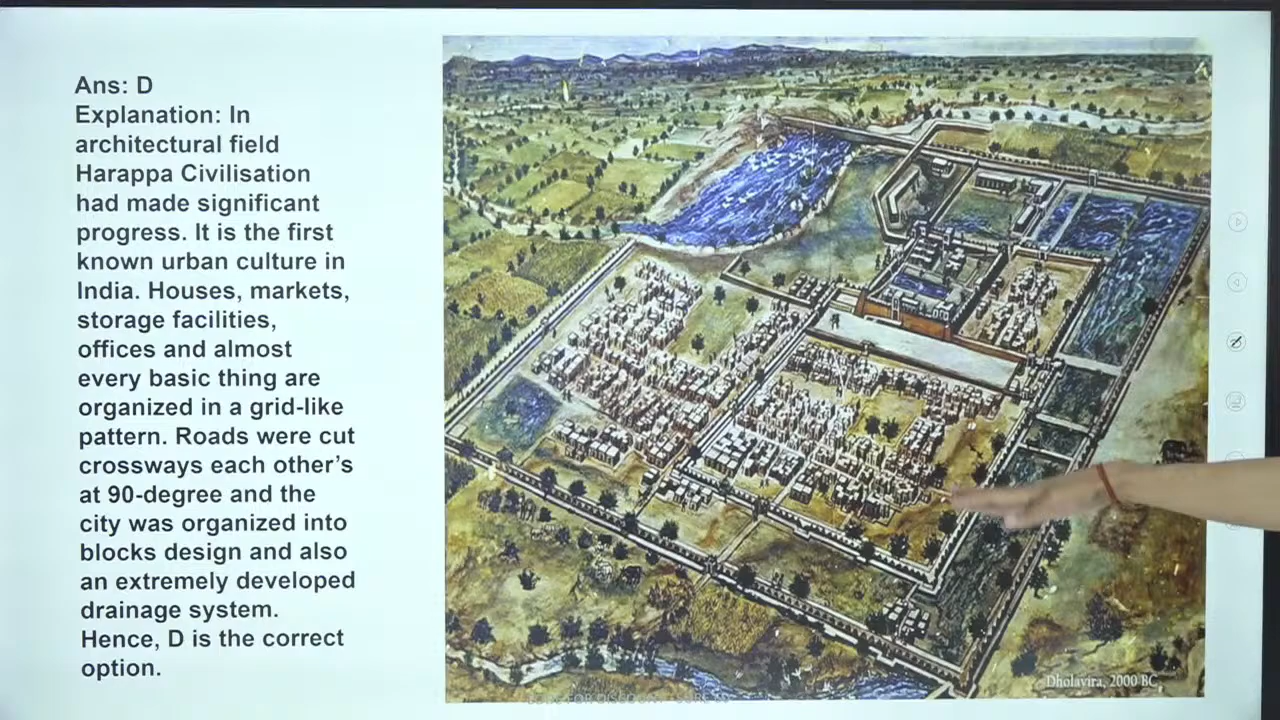 Ans: D
Explanation: In
architectural field
Harappa Civilisation
had made significant
progress. It is the first
known urban culture in
India. Houses, markets,
storage facilities,
offices and almost
every basic thing are
organized in a grid-like
pattern. Roads were cut
crossways each other’s
at 90-degree and the
city was organized into
blocks design and also
an extremely developed
drainage system.
Hence, D is the correct
option.
Dholavira, 2000 BC